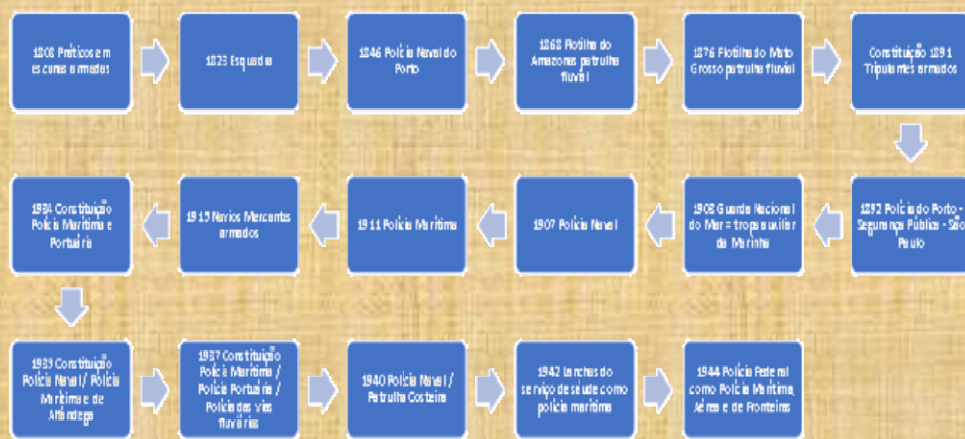 1808 Práticos em
escunas armadas
1823 Esquadra
1846 Polícia Naval do
Porto
1868 Flotilha do
Amazonas patrulha
fluvial
1876 Flotilha do Mato
Grosso patrulha fluvial
Constituição 1891
Tripulantes armados
1892 Polícia do Porto -
Segurança Pública - São
Paulo
1908 Guarda Nacional
do Mar = tropa auxiliar
da Marinha
1907 Polícia Naval
1911 Polícia Marítima
1915 Navios Mercantes
armados
1934 Constituição
Polícia Marítima e
Portuária
Constituição
Polícia Naval / Polícia
Marítima e de
Alfândega
1937 Constituição
Polícia Marítima /
Polícia Portuária /
Polícia das vias
fluviárias
1940 Polícia Naval /
Patrulha Costeira
1942 Lanchas do
serviço de saúde como
polícia marítima
1944 Polícia Federal
como Polícia Marítima,
Aérea e de Fronteiras